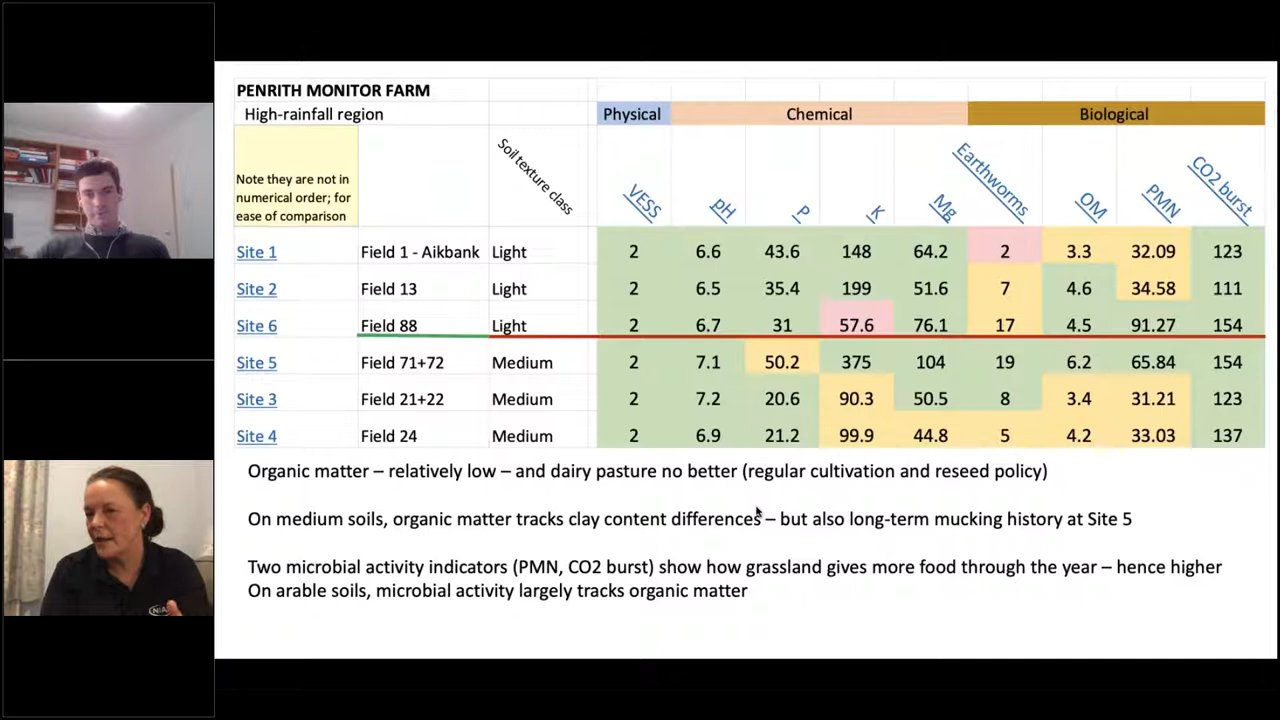 PENRITH MONITOR FARM
High-rainfall region
Physical Chemical Biological
Note they are not in
numerical order; for
ease of comparison
Soil texture class
VESS pH P K Mg Earthworms OM PMN CO2 burst
Site 1 Field 1 - Aikbank Light 2 6.6 43.6 148 64.2 2 3.3 32.09 123
Site 2 Field 13 Light 2 6.5 35.4 199 51.6 7 4.6 34.58 111
Site 6 Field 88 Light 2 6.7 31 57.6 76.1 17 4.5 91.27 154
Site 5 Field 71+72 Medium 2 7.1 50.2 375 104 19 6.2 65.84 154
Site 3 Field 21+22 Medium 2 7.2 20.6 90.3 50.5 8 3.4 31.21 123
Site 4 Field 24 Medium 2 6.9 21.2 99.9 44.8 5 4.2 33.03 137
Organic matter – relatively low – and dairy pasture no better (regular cultivation and reseed policy)
On medium soils, organic matter tracks clay content differences – but also long-term mucking history at Site 5
Two microbial activity indicators (PMN, CO2 burst) show how grassland gives more food through the year – hence higher
On arable soils, microbial activity largely tracks organic matter